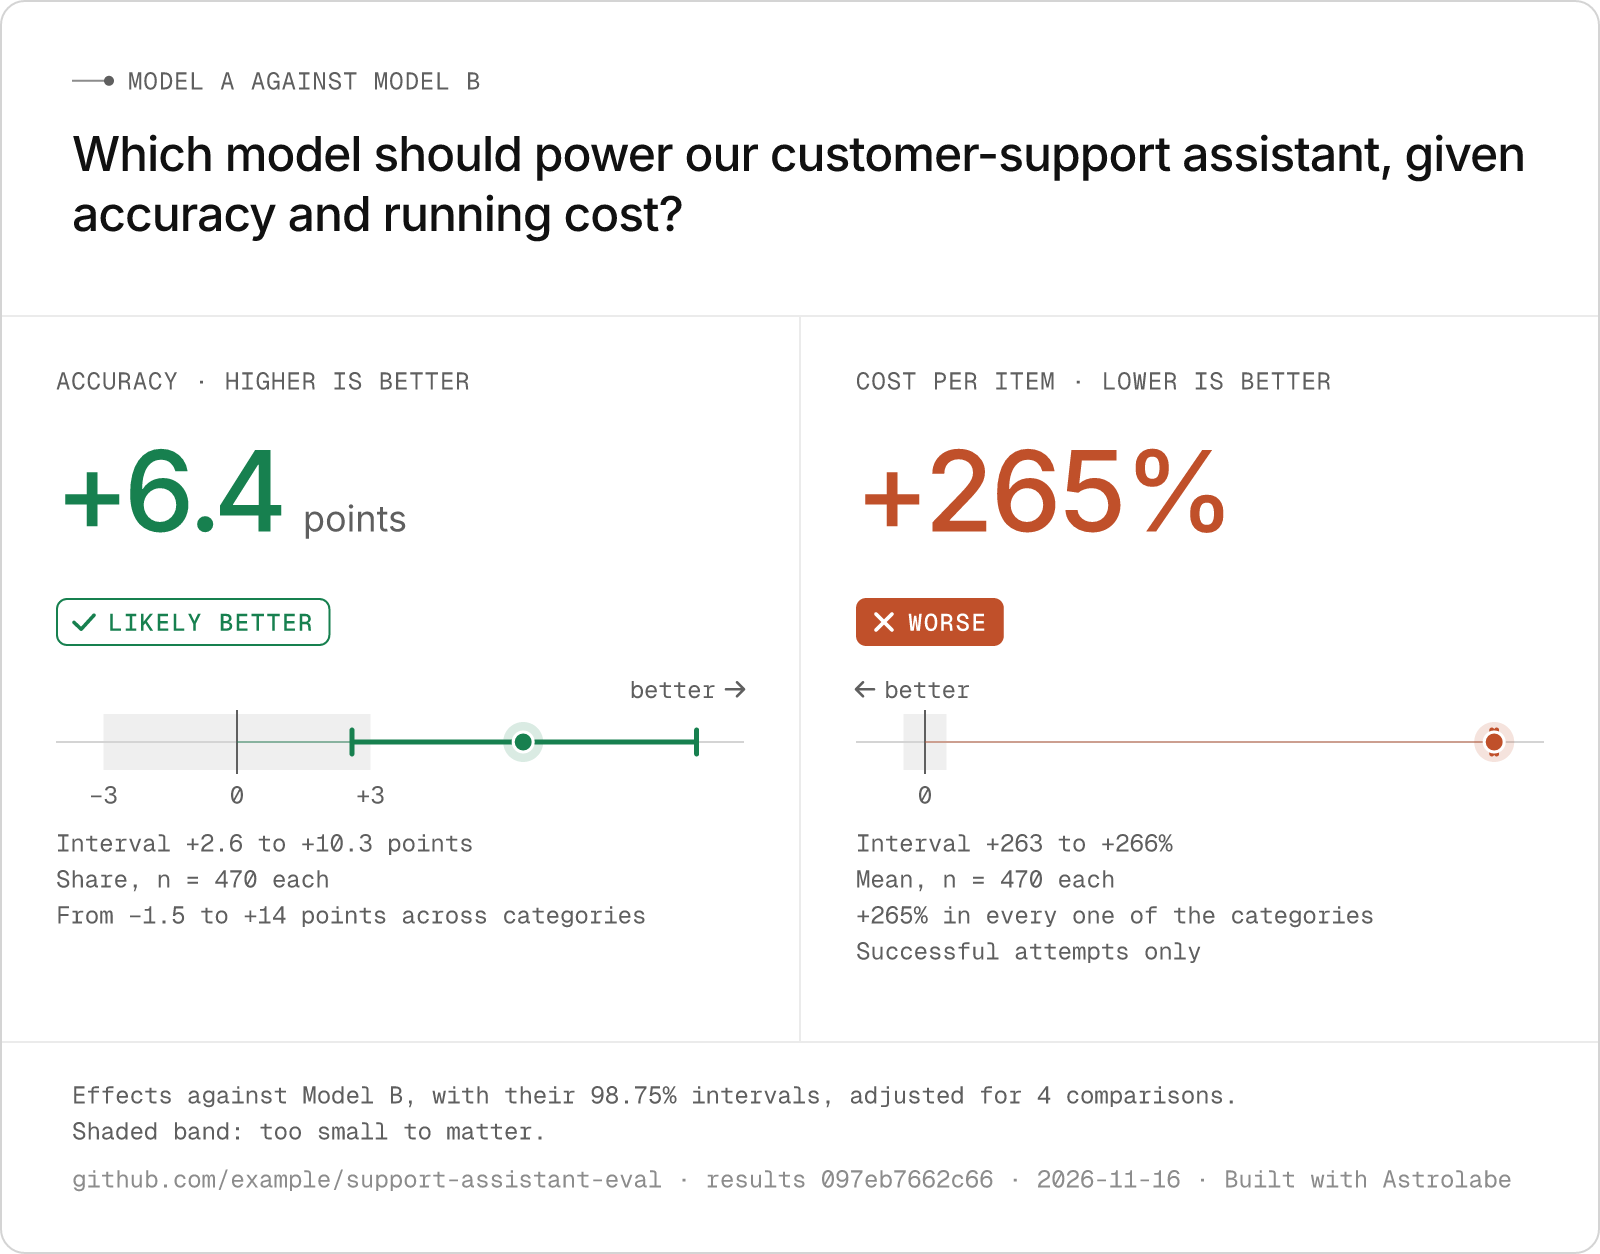 MODEL A AGAINST MODEL B
Which model should power our customer-support assistant, given
accuracy and running cost?
ACCURACY · HIGHER IS BETTER
+6.4 points
LIKELY BETTER
better →
−3 0 +3
Interval +2.6 to +10.3 points
Share, n = 470 each
From −1.5 to +14 points across categories
COST PER ITEM · LOWER IS BETTER
+265%
WORSE
← better
0
Interval +263 to +266%
Mean, n = 470 each
+265% in every one of the categories
Successful attempts only
Effects against Model B, with their 98.75% intervals, adjusted for 4 comparisons.
Shaded band: too small to matter.
github.com/example/support-assistant-eval · results 097eb7662c66 · 2026-11-16 · Built with Astrolabe